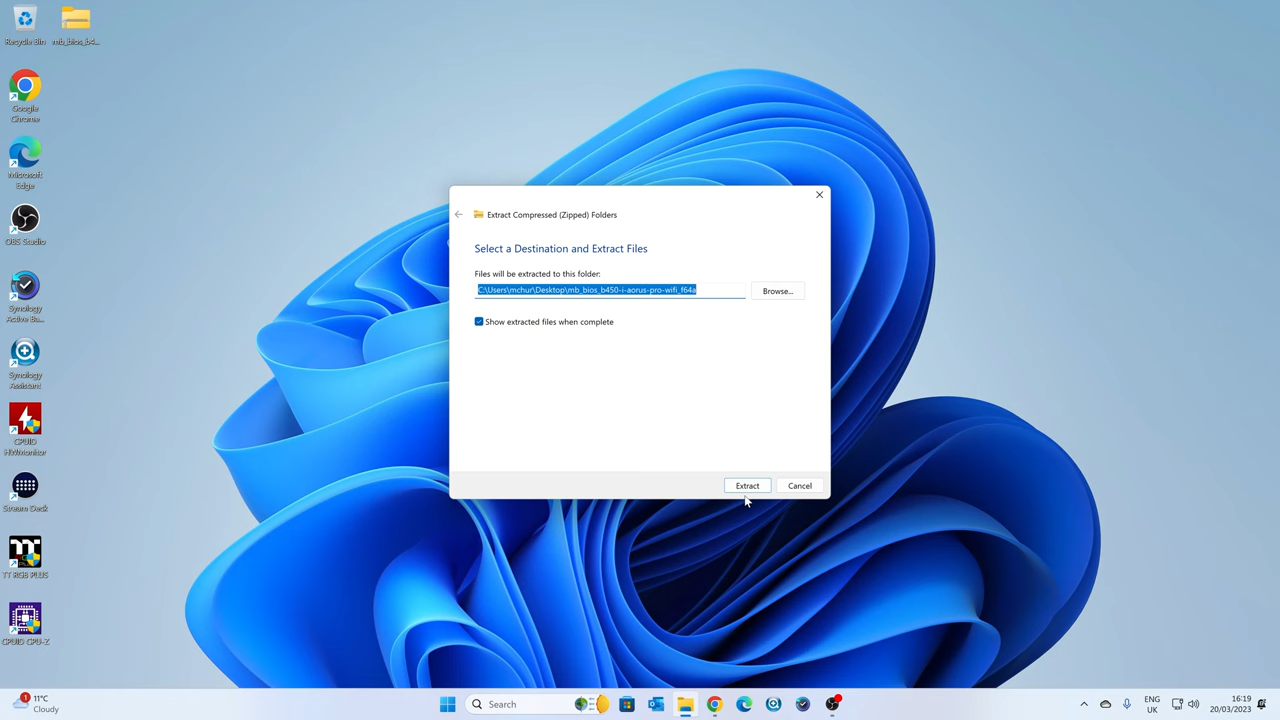 Recycle Bin
mb_bios_b4...
Google
Chrome
Microsoft
Edge
OBS Studio
Synology
Active Ba...
Synology
Assistant
CPUID
HWMonitor
Stream Deck
TT RGB PLUS
CPUID CPU-Z
Extract Compressed (Zipped) Folders
Select a Destination and Extract Files
Files will be extracted to this folder:
C:\Users\mchur\Desktop\mb_bios_b450-i-aorus-pro-wifi_f64a
Browse...
Show extracted files when complete
Extract
Cancel
1
11°C
Cloudy
Search
ENG
UK
16:19
20/03/2023